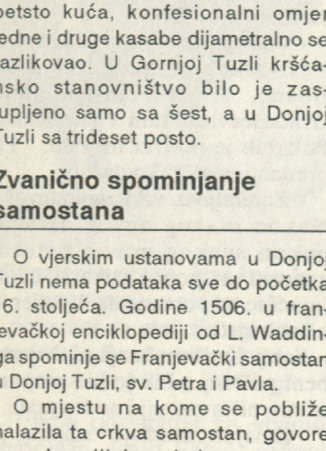 petsto kuća, konfesionalni omjer
jedne i druge kasabe dijametralno se
razlikovao. U Gornjoj Tuzli kršća-
nsko stanovništvo bilo je zas-
tupljeno samo sa šest, a u Donjoj
Tuzli sa trideset posto.
Zvanično spominjanje
samostana
O vjerskim ustanovama u Donjoj
Tuzli nema podataka sve do početka
16. stoljeća. Godine 1506. u fran-
jevačkoj enciklopediji od L. Waddin-
ga spominje se Franjevački samostan
u Donjoj Tuzli, sv. Petra i Pavla.
O mjestu na kome se pobliže
nalazila ta crkva samostan, govore